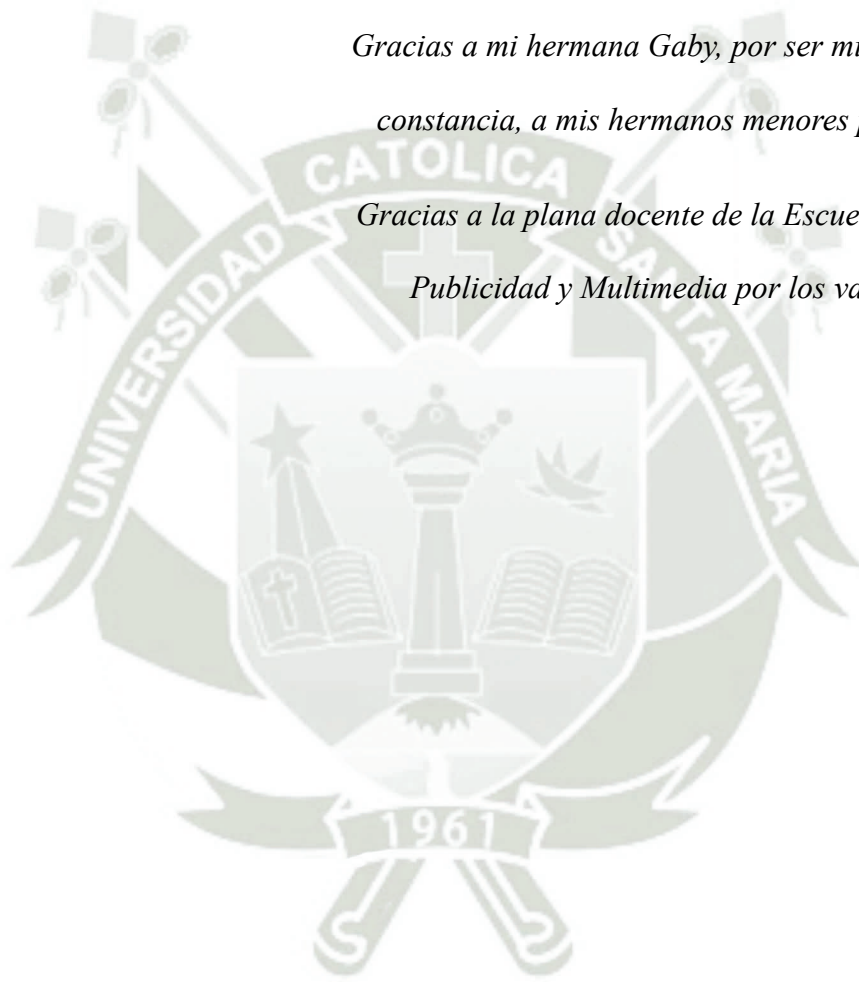 Gracias a mi hermana Gaby, por ser mi
constancia, a mis hermanos menores
Gracias a la plana docente de la Escue
Publicidad y Multimedia por los va
UNIVERSIDAD CATOLICA SANTA MARIA
1961